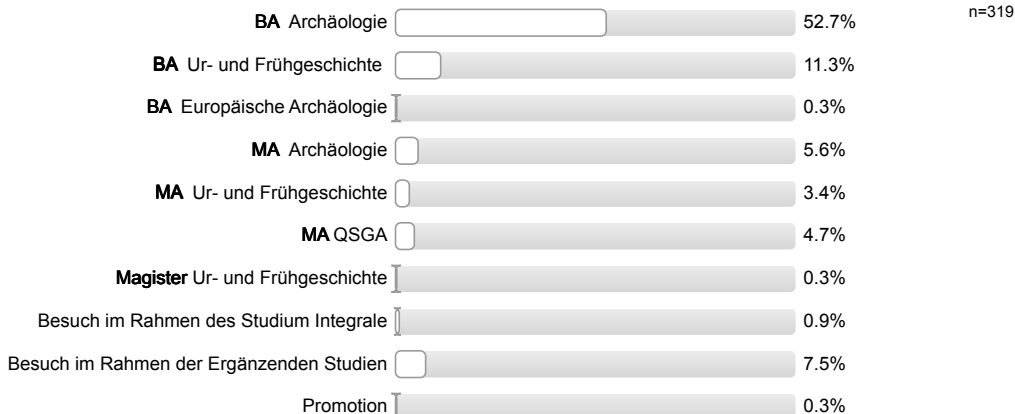 BA Archäologie 52.7% n=319
BA Ur- und Frühgeschichte 11.3%
BA Europäische Archäologie 0.3%
MA Archäologie 5.6%
MA Ur- und Frühgeschichte 3.4%
MA QSGA 4.7%
Magister Ur- und Frühgeschichte 0.3%
Besuch im Rahmen des Studium Integrale 0.9%
Besuch im Rahmen der Ergänzenden Studien 7.5%
Promotion 0.3%